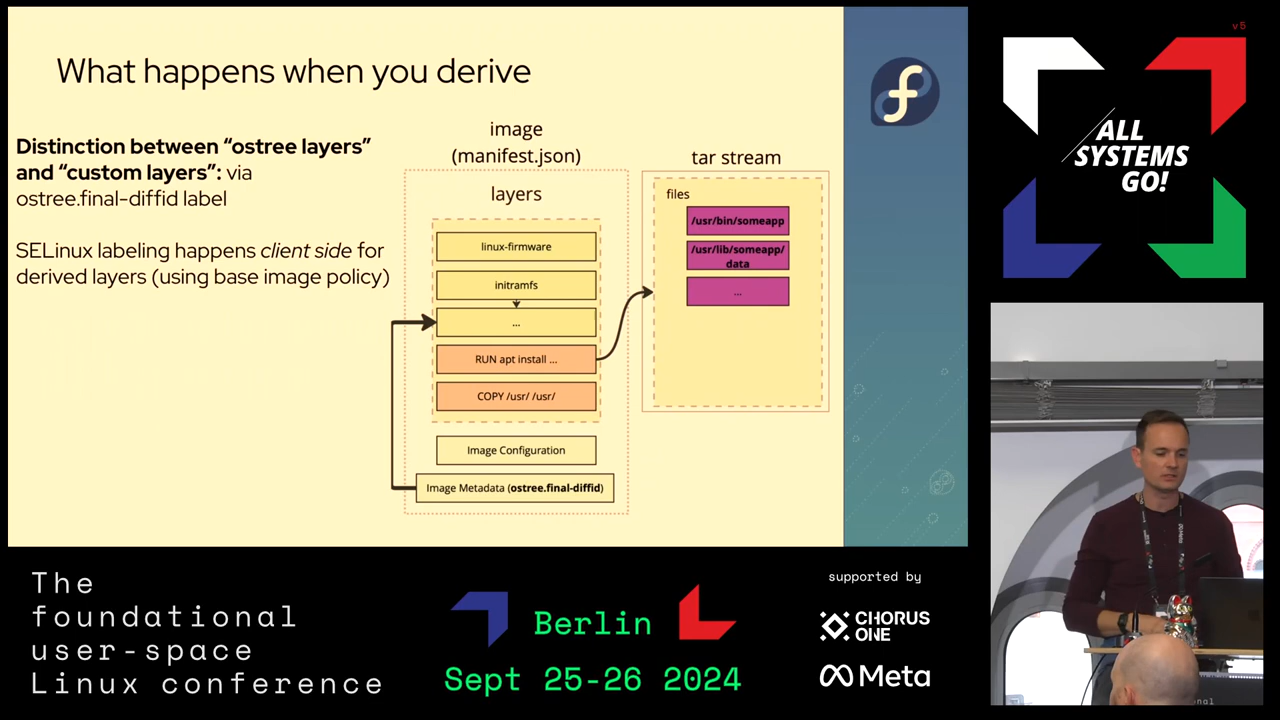 What happens when you derive
Distinction between “ostree layers”
and “custom layers”: via
ostree.final-diffid label
SELinux labeling happens client side for
derived layers (using base image policy)
image
(manifest.json)
layers
linux-firmware
initramfs
...
RUN apt install ...
COPY /usr/ /usr/
Image Configuration
Image Metadata (ostree.final-diffid)
tar stream
files
/usr/bin/someapp
/usr/lib/someapp/
data
...
v5
ALL
SYSTEMS
GO!
The
foundational
user-space
Linux conference
Berlin
Sept 25-26 2024
supported by
CHORUS
ONE
Meta